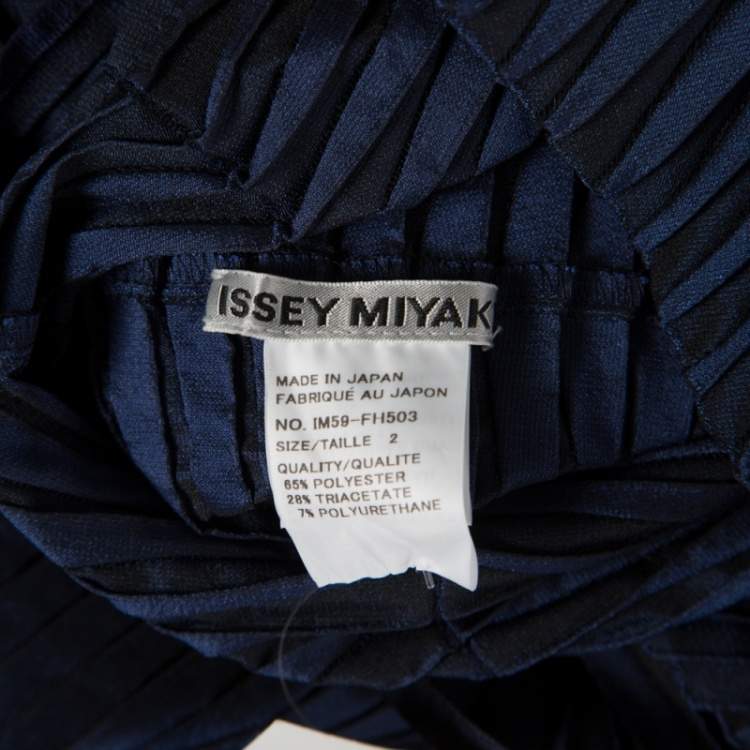 ISSEY MIYAK
MADE IN JAPAN
FABRIQUÉ AU JAPON
NO. IM59-FH503
SIZE/TAILLE 2
QUALITY/QUALITE
65% POLYESTER
28% TRIACETATE
7% POLYURETHANE